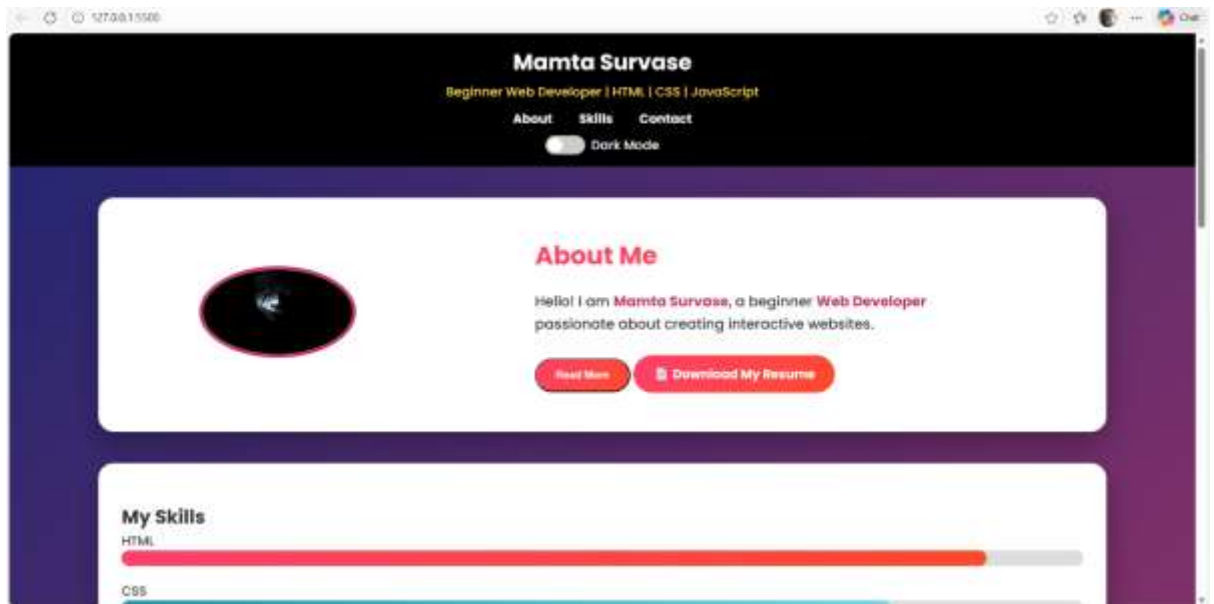 127.0.0.1:5500
Chat
Mamta Survase
Beginner Web Developer | HTML | CSS | JavaScript
About Skills Contact
Dark Mode
About Me
Hello! I am Mamta Survase, a beginner Web Developer
passionate about creating interactive websites.
Read More Download My Resume
My Skills
HTML
CSS